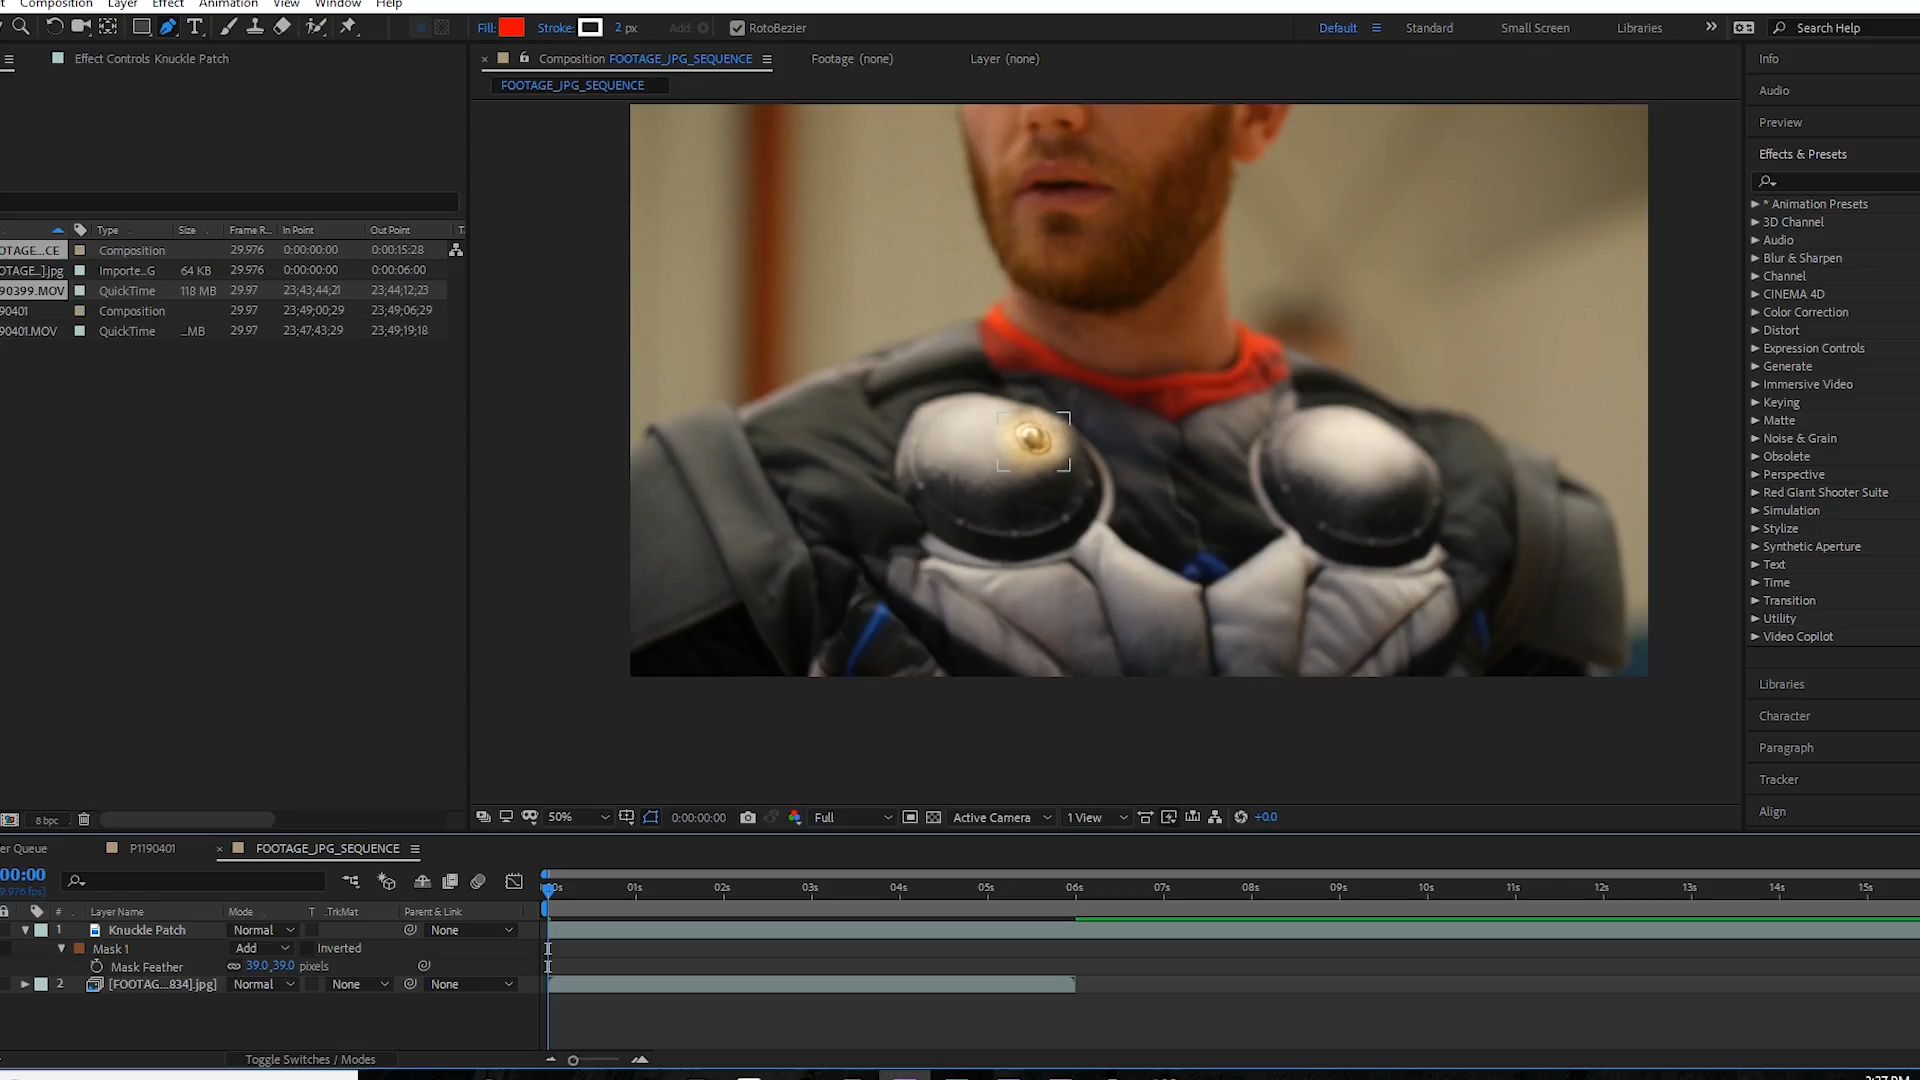 Composition Layer Effect Animation View Window Help
Fill: Stroke: 2 px Add: RotoBezier Default Standard Small Screen Libraries Search Help
Effect Controls Knuckle Patch
Composition FOOTAGE_JPG_SEQUENCE Footage (none) Layer (none)
FOOTAGE_JPG_SEQUENCE
Type Size Frame R... In Point Out Point
OTAGE...CE Composition 29.976 0:00:00:00 0:00:15:28
OTAGE_].jpg Importe...G 64 KB 29.976 0:00:00:00 0:00:06:00
90399.MOV QuickTime 118 MB 29.97 23;43;44;21 23;44;12;23
90401 Composition 29.97 23;49;00;29 23;49;06;29
90401.MOV QuickTime _MB 29.97 23;47;43;29 23;49;19;18
8 bpc
Info
Audio
Preview
Effects & Presets
* Animation Presets
3D Channel
Audio
Blur & Sharpen
Channel
CINEMA 4D
Color Correction
Distort
Expression Controls
Generate
Immersive Video
Keying
Matte
Noise & Grain
Obsolete
Perspective
Red Giant Shooter Suite
Simulation
Stylize
Synthetic Aperture
Text
Time
Transition
Utility
Video Copilot
Libraries
Character
Paragraph
Tracker
Align
50% 0:00:00:00 Full Active Camera 1 View +0.0
er Queue P1190401 FOOTAGE_JPG_SEQUENCE
00:00
9.976 fps)
01s 02s 03s 04s 05s 06s 07s 08s 09s 10s 11s 12s 13s 14s 15s
# Layer Name Mode T .TrkMat Parent & Link
1 Knuckle Patch Normal None
Mask 1 Add Inverted
Mask Feather 39.0,39.0 pixels
2 [FOOTAG...834].jpg] Normal None None
Toggle Switches / Modes